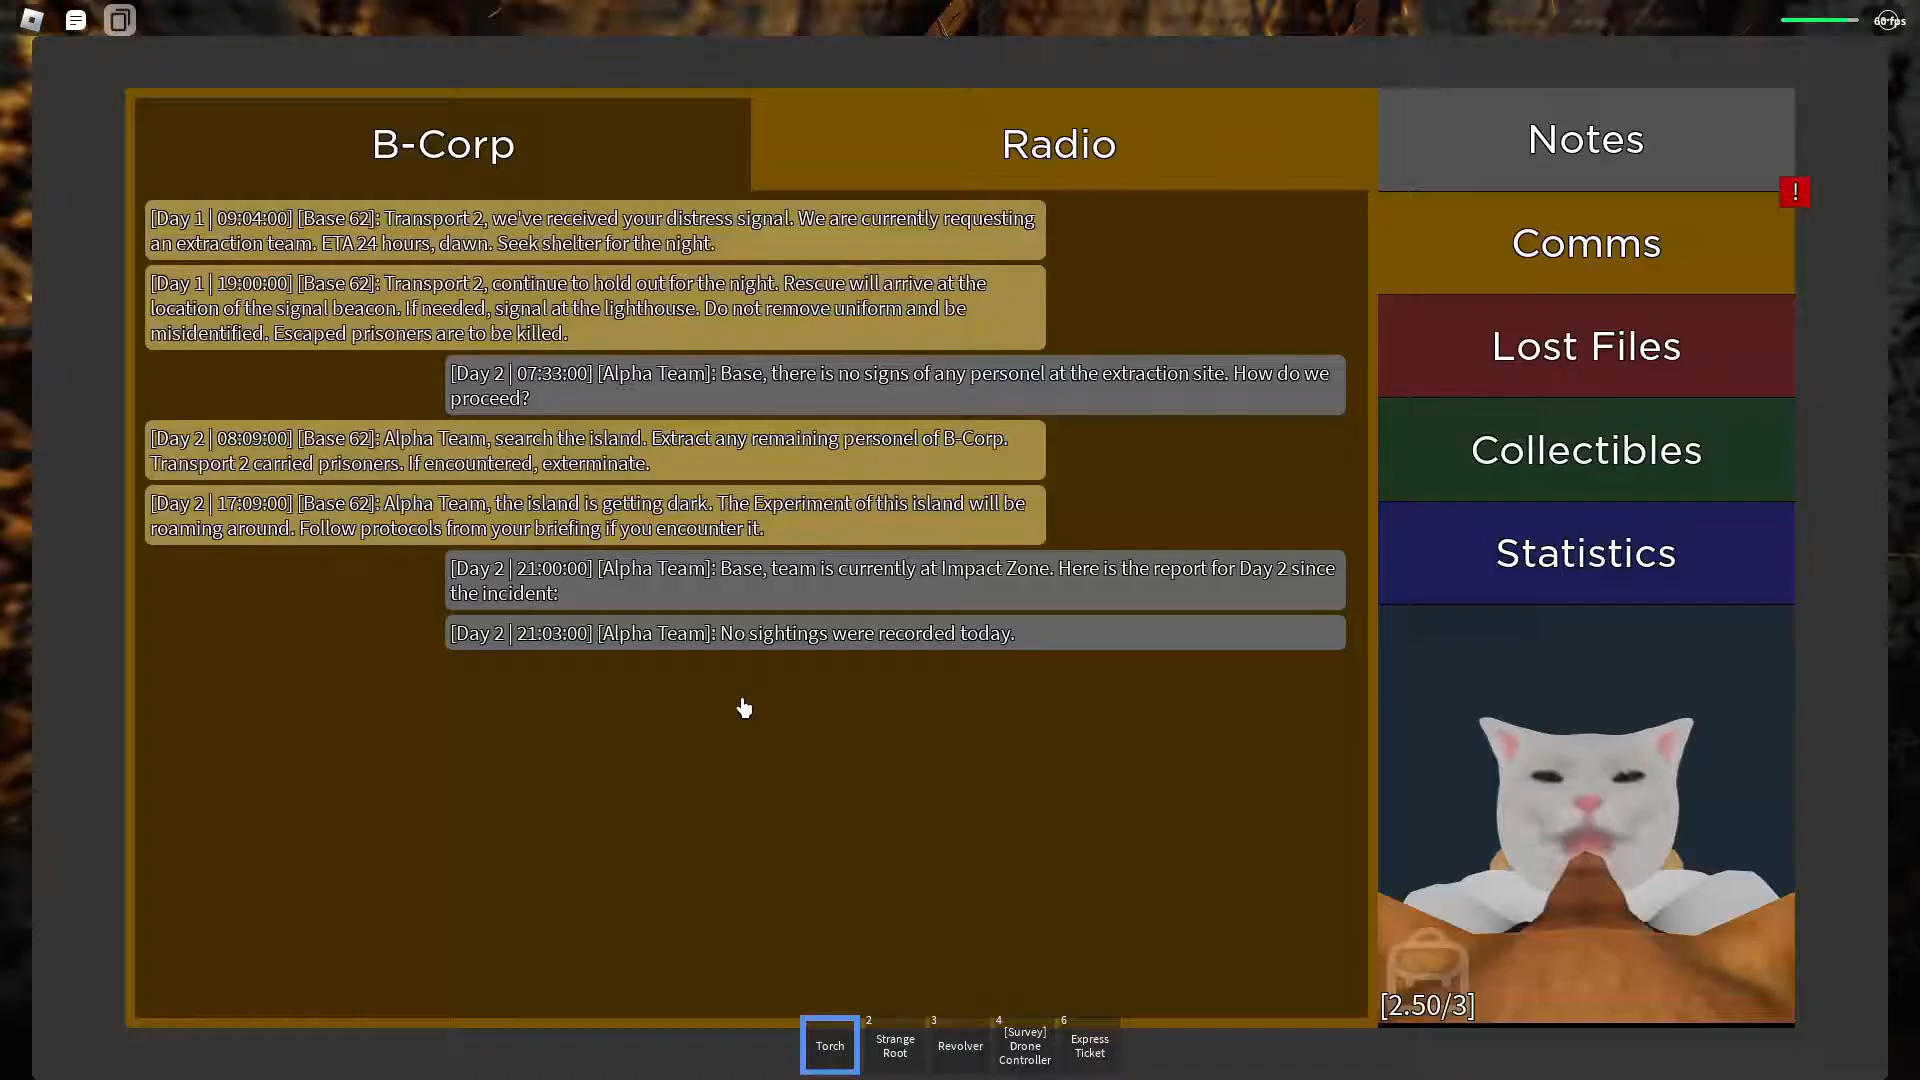 60 fps
B-Corp
Radio
Notes
!
Comms
Lost Files
Collectibles
Statistics
[Day 1 | 09:04:00] [Base 62]: Transport 2, we've received your distress signal. We are currently requesting
an extraction team. ETA 24 hours, dawn. Seek shelter for the night.
[Day 1 | 19:00:00] [Base 62]: Transport 2, continue to hold out for the night. Rescue will arrive at the
location of the signal beacon. If needed, signal at the lighthouse. Do not remove uniform and be
misidentified. Escaped prisoners are to be killed.
[Day 2 | 07:33:00] [Alpha Team]: Base, there is no signs of any personel at the extraction site. How do we
proceed?
[Day 2 | 08:09:00] [Base 62]: Alpha Team, search the island. Extract any remaining personel of B-Corp.
Transport 2 carried prisoners. If encountered, exterminate.
[Day 2 | 17:09:00] [Base 62]: Alpha Team, the island is getting dark. The Experiment of this island will be
roaming around. Follow protocols from your briefing if you encounter it.
[Day 2 | 21:00:00] [Alpha Team]: Base, team is currently at Impact Zone. Here is the report for Day 2 since
the incident:
[Day 2 | 21:03:00] [Alpha Team]: No sightings were recorded today.
[2.50/3]
Torch
2
Strange
Root
3
Revolver
4
[Survey]
Drone
Controller
6
Express
Ticket